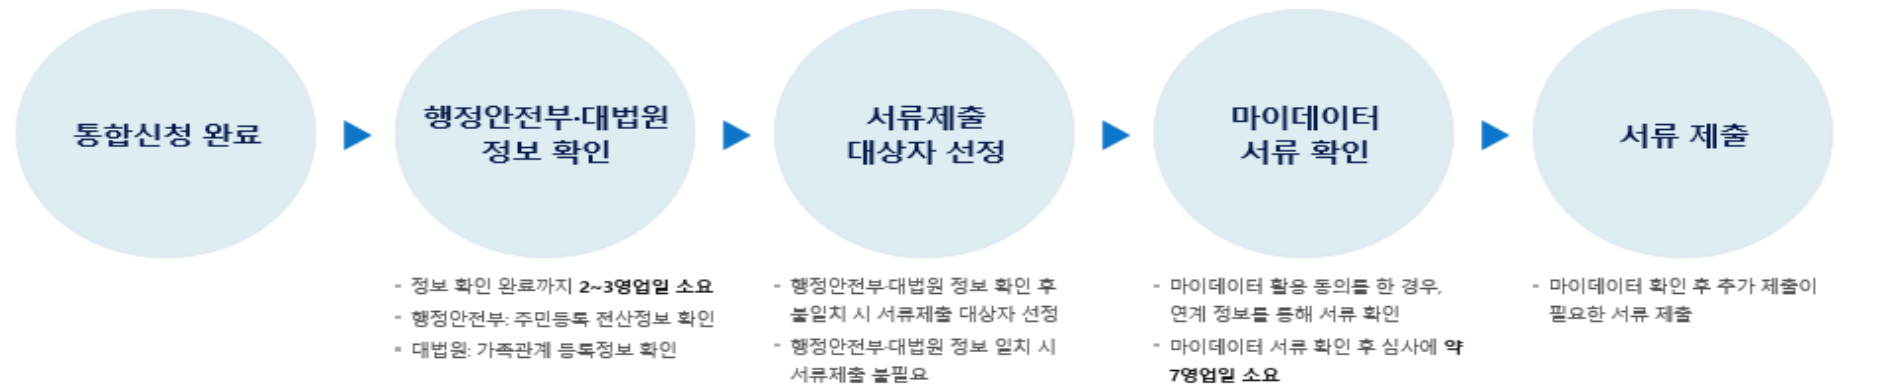 통합신청 완료
행정안전부·대법원
정보 확인
- 정보 확인 완료까지 2~3영업일 소요
- 행정안전부: 주민등록 전산정보 확인
- 대법원: 가족관계 등록정보 확인
서류제출
대상자 선정
- 행정안전부·대법원 정보 확인 후
불일치 시 서류제출 대상자 선정
- 행정안전부·대법원 정보 일치 시
서류제출 불필요
마이데이터
서류 확인
- 마이데이터 활용 동의를 한 경우,
연계 정보를 통해 서류 확인
- 마이데이터 서류 확인 후 심사에 약
7영업일 소요
서류 제출
- 마이데이터 확인 후 추가 제출이
필요한 서류 제출